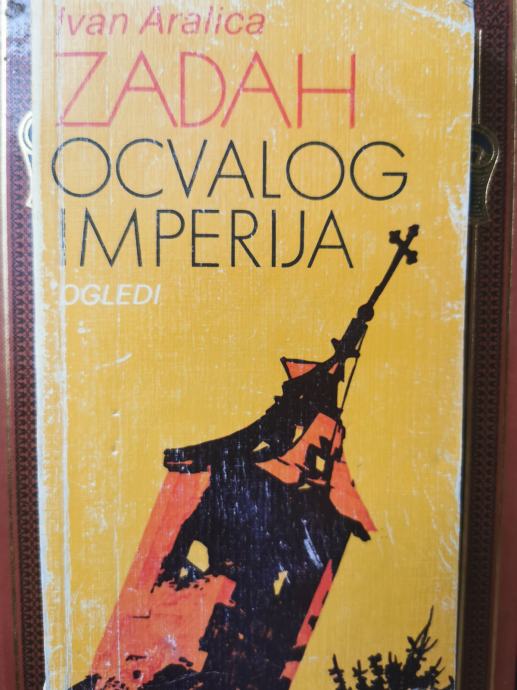 Ivan Aralica
ZADAH
OCVALOG
IMPERIJA
OGLEDI